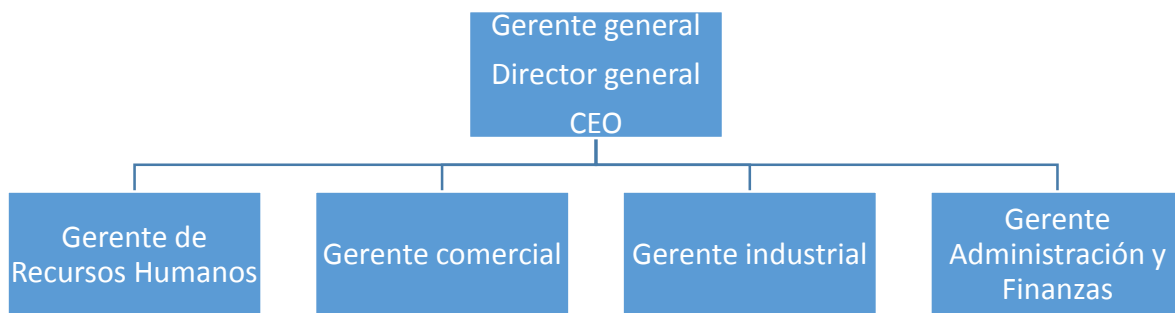 Gerente general
Director general
CEO
Gerente de
Recursos Humanos
Gerente comercial
Gerente industrial
Gerente
Administración y
Finanzas